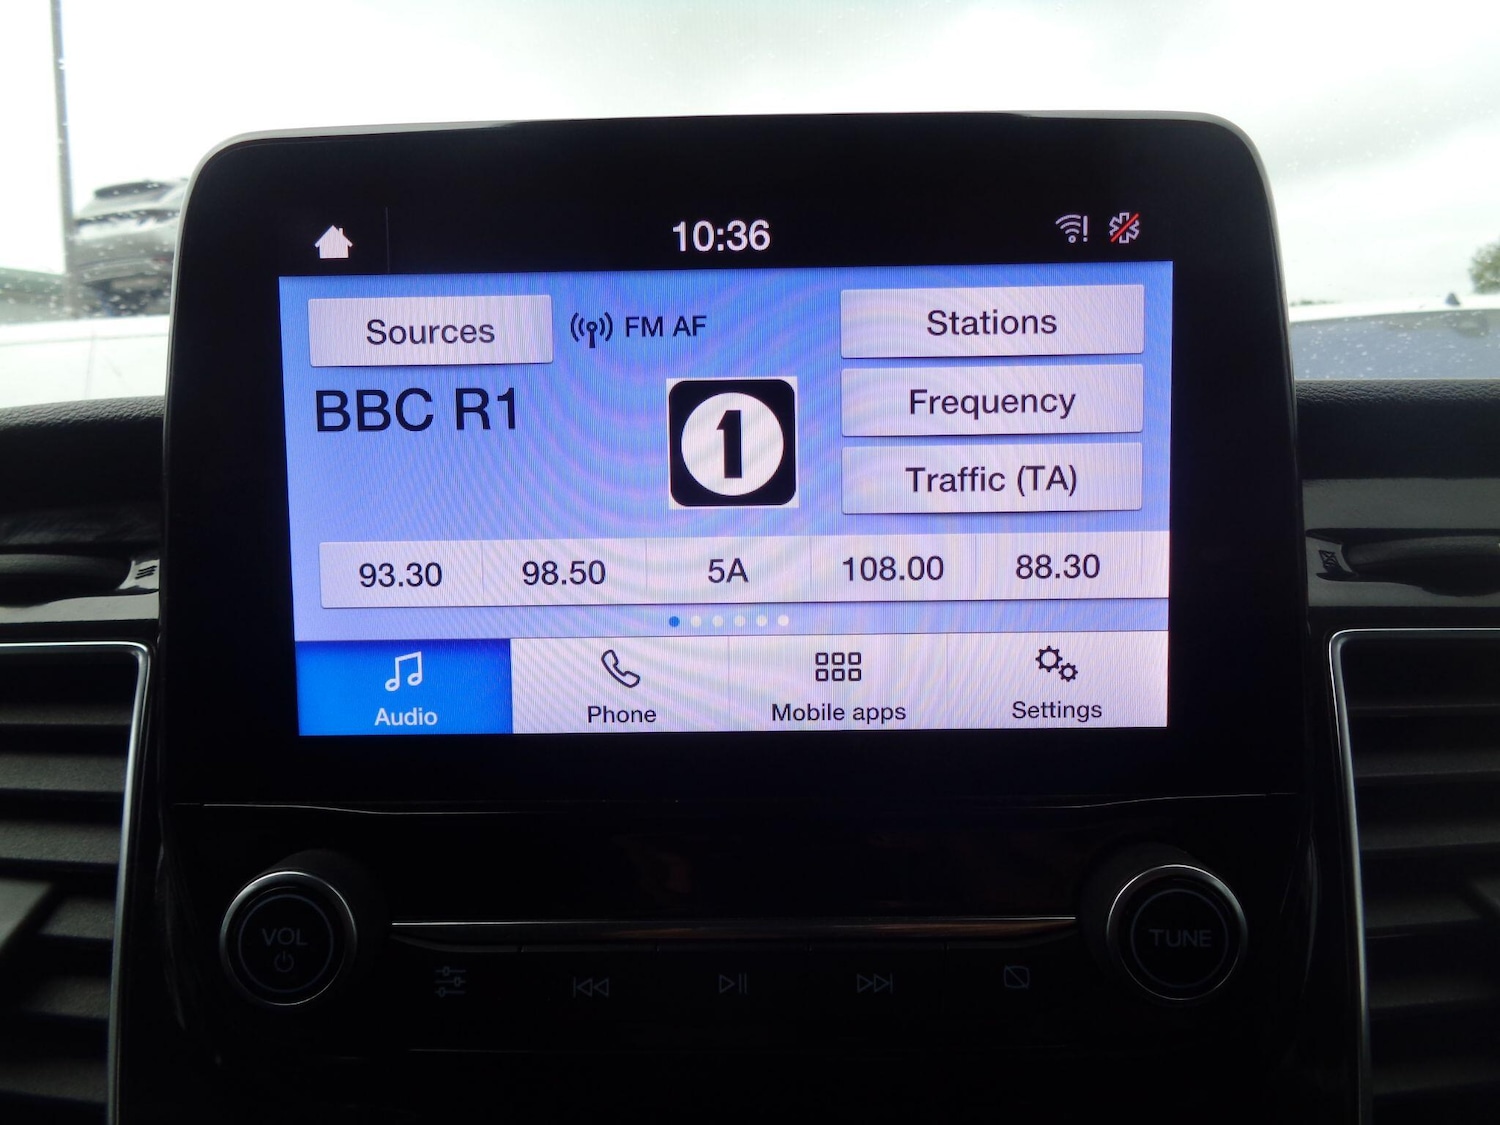 10:36
Sources
FM AF
Stations
BBC R1
1
Frequency
Traffic (TA)
93.30
98.50
5A
108.00
88.30
Audio
Phone
Mobile apps
Settings
VOL
TUNE